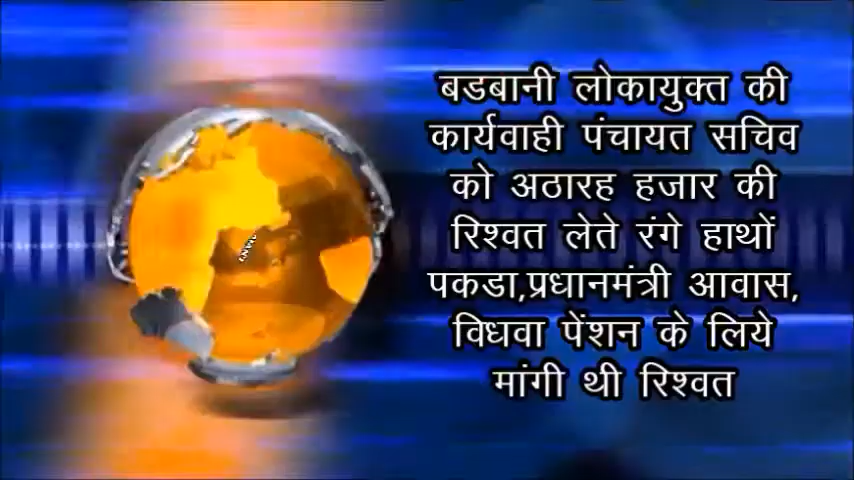 बडबानी लोकायुक्त की
कार्यवाही पंचायत सचिव
को अठारह हजार की
रिश्वत लेते रंगे हाथों
पकडा,प्रधानमंत्री आवास,
विधवा पेंशन के लिये
मांगी थी रिश्वत